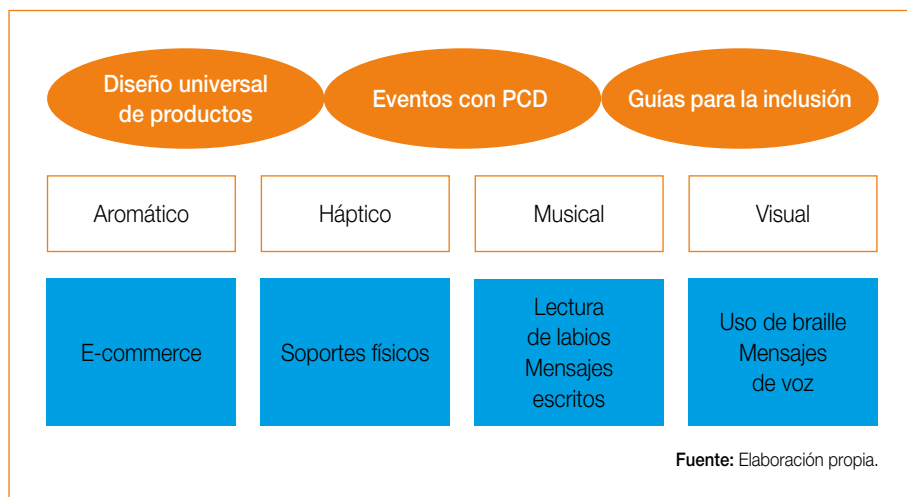 Diseño universal
de productos
Eventos con PCD
Guías para la inclusión
Aromático
Háptico
Musical
Visual
E-commerce
Soportes físicos
Lectura
de labios
Mensajes
escritos
Uso de braille
Mensajes
de voz
Fuente: Elaboración propia.